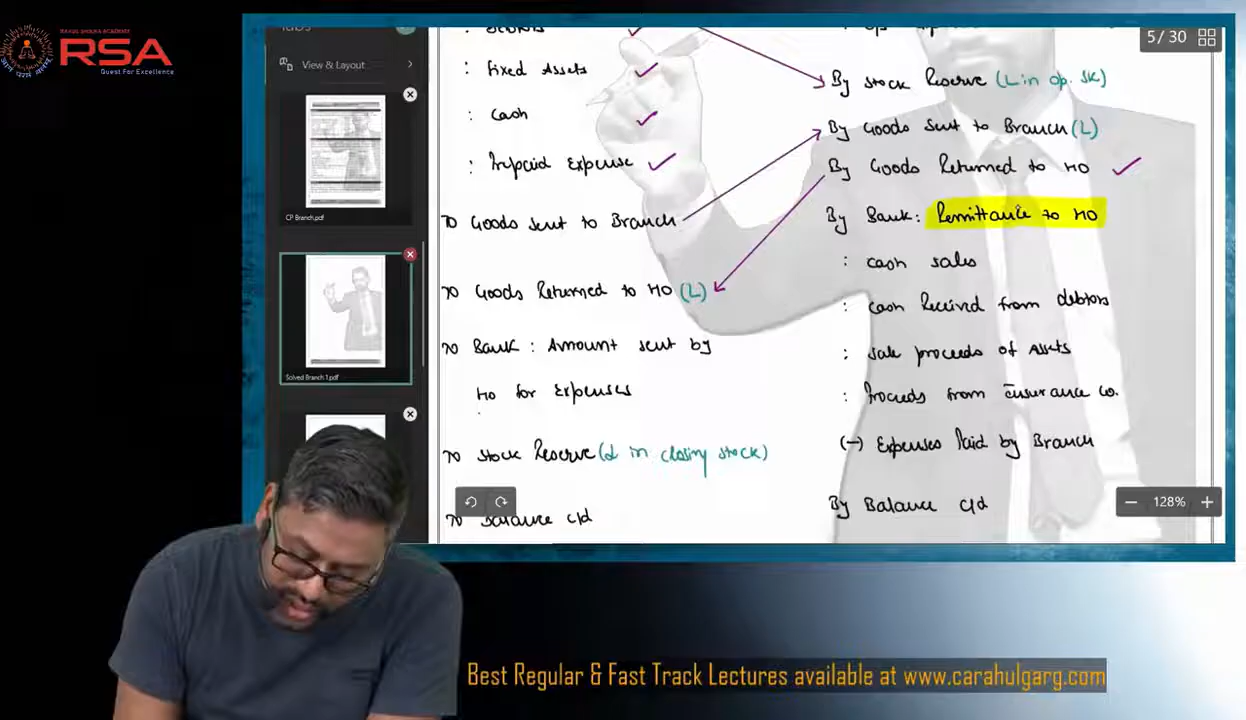 RAHUL SHARA ACADEMY
RSA
Quest For Excellence
View & Layout
CP Branch.pdf
Solved Branch 1.pdf
5 / 30
: Fixed Assets
: Cash
: Prepaid Expense
To Goods Sent to Branch
To Goods Returned to HO (L)
To Bank : Amount sent by
HO for Expenses
To Stock Reserve (L in closing stock)
To Balance c/d
By Stock Reserve (L in op. Stk)
By Goods Sent to Branch (L)
By Goods Returned to HO
By Bank : Remittance to HO
: Cash sales
: Cash Received from debtors
: Sale proceeds of Assets
: Proceeds from insurance co.
(-) Expenses Paid by Branch
By Balance c/d
128%
Best Regular & Fast Track Lectures available at www.carahulgarg.com